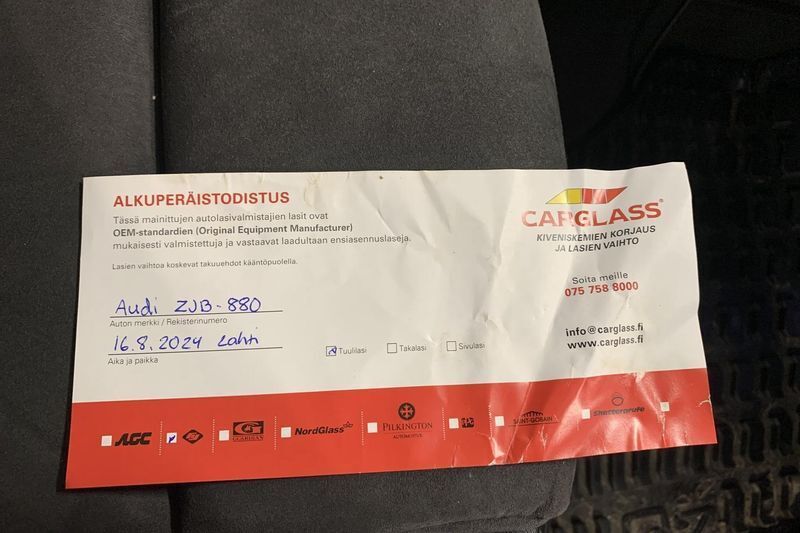 ALKUPERÄISTODISTUS
Tässä mainittujen autolasivalmistajien lasit ovat
OEM-standardien (Original Equipment Manufacturer)
mukaisesti valmistettuja ja vastaavat laadultaan ensiasennuslaseja.
Lasien vaihtoa koskevat takuuehdot kääntöpuolella.
Audi ZJB-880
Auton merkki / Rekisterinumero
16.8.2024 Lahti
Aika ja paikka
Tuulilasi Takalasi Sivulasi
CARGLASS®
KIVENISKEMIEN KORJAUS
JA LASIEN VAIHTO
Soita meille
075 758 8000
info@carglass.fi
www.carglass.fi
AGC
GUARDIAN
NordGlass
PILKINGTON
AUTOMOTIVE
PPG
SAINT-GOBAIN
Shatterprufe